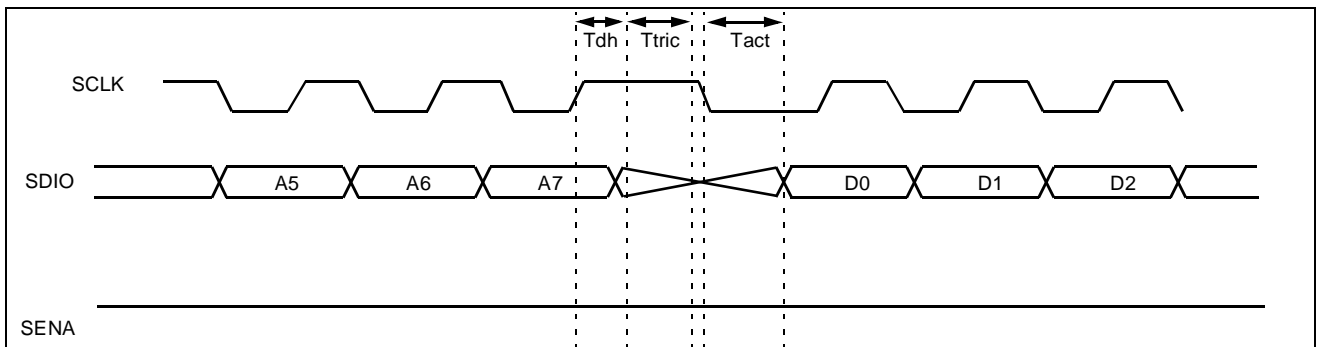 Tdh Ttric Tact
SCLK
SDIO A5 A6 A7 D0 D1 D2
SENA